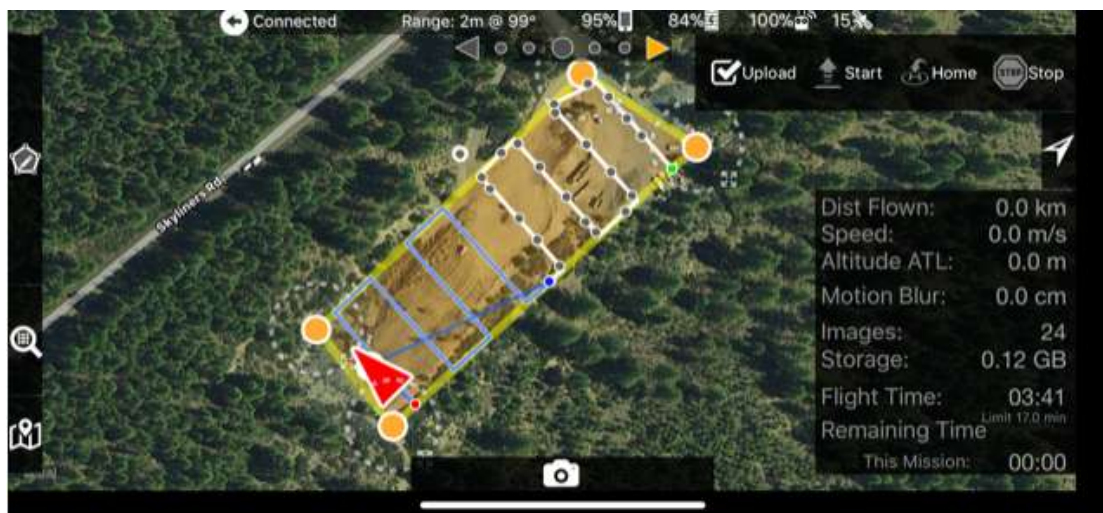 Connected Range: 2m @ 99° 95% 84% 100% 15
Upload Start Home STOP Stop
Skyliners Rd.
Dist Flown: 0.0 km
Speed: 0.0 m/s
Altitude ATL: 0.0 m
Motion Blur: 0.0 cm
Images: 24
Storage: 0.12 GB
Flight Time: 03:41
Limit 17.0 min
Remaining Time
This Mission: 00:00